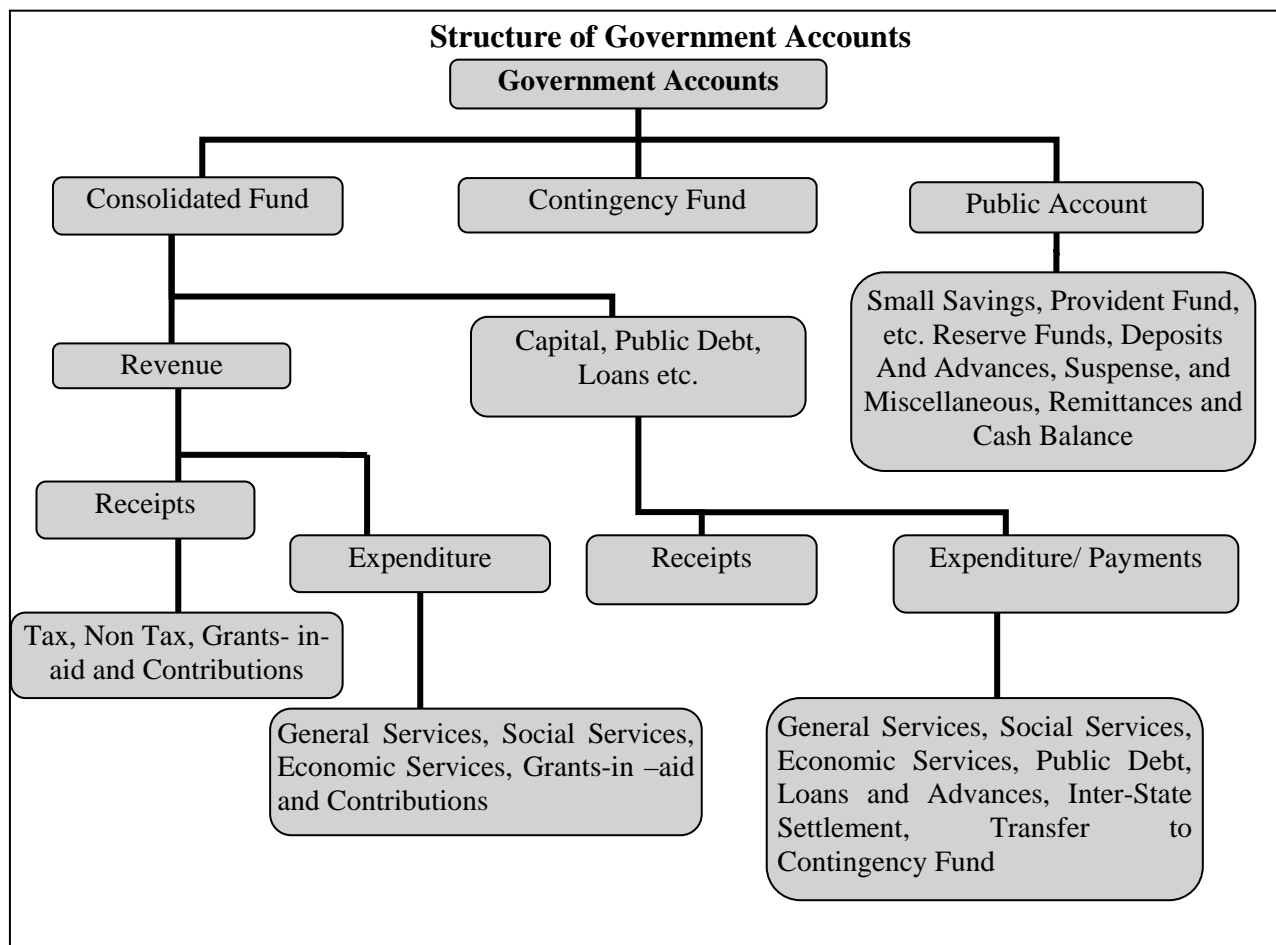 Structure of Government Accounts
Government Accounts
Consolidated Fund
Contingency Fund
Public Account
Small Savings, Provident Fund,
etc. Reserve Funds, Deposits
And Advances, Suspense, and
Miscellaneous, Remittances and
Cash Balance
Revenue
Capital, Public Debt,
Loans etc.
Receipts
Expenditure
Receipts
Expenditure/ Payments
Tax, Non Tax, Grants- in-
aid and Contributions
General Services, Social Services,
Economic Services, Grants-in –aid
and Contributions
General Services, Social Services,
Economic Services, Public Debt,
Loans and Advances, Inter-State
Settlement, Transfer to
Contingency Fund